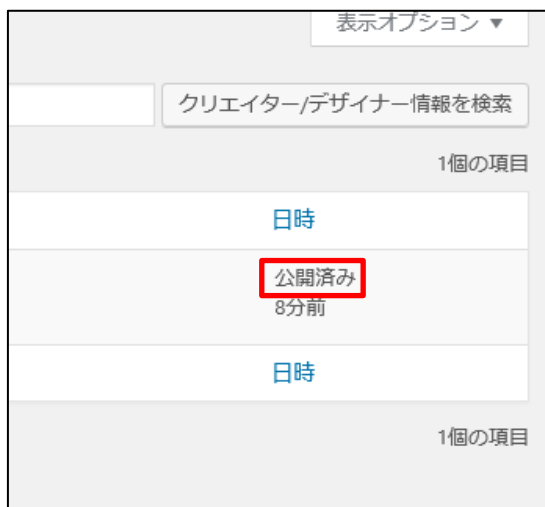 表示オプション ▼
クリエイター/デザイナー情報を検索
1個の項目
日時
公開済み
8分前
日時
1個の項目